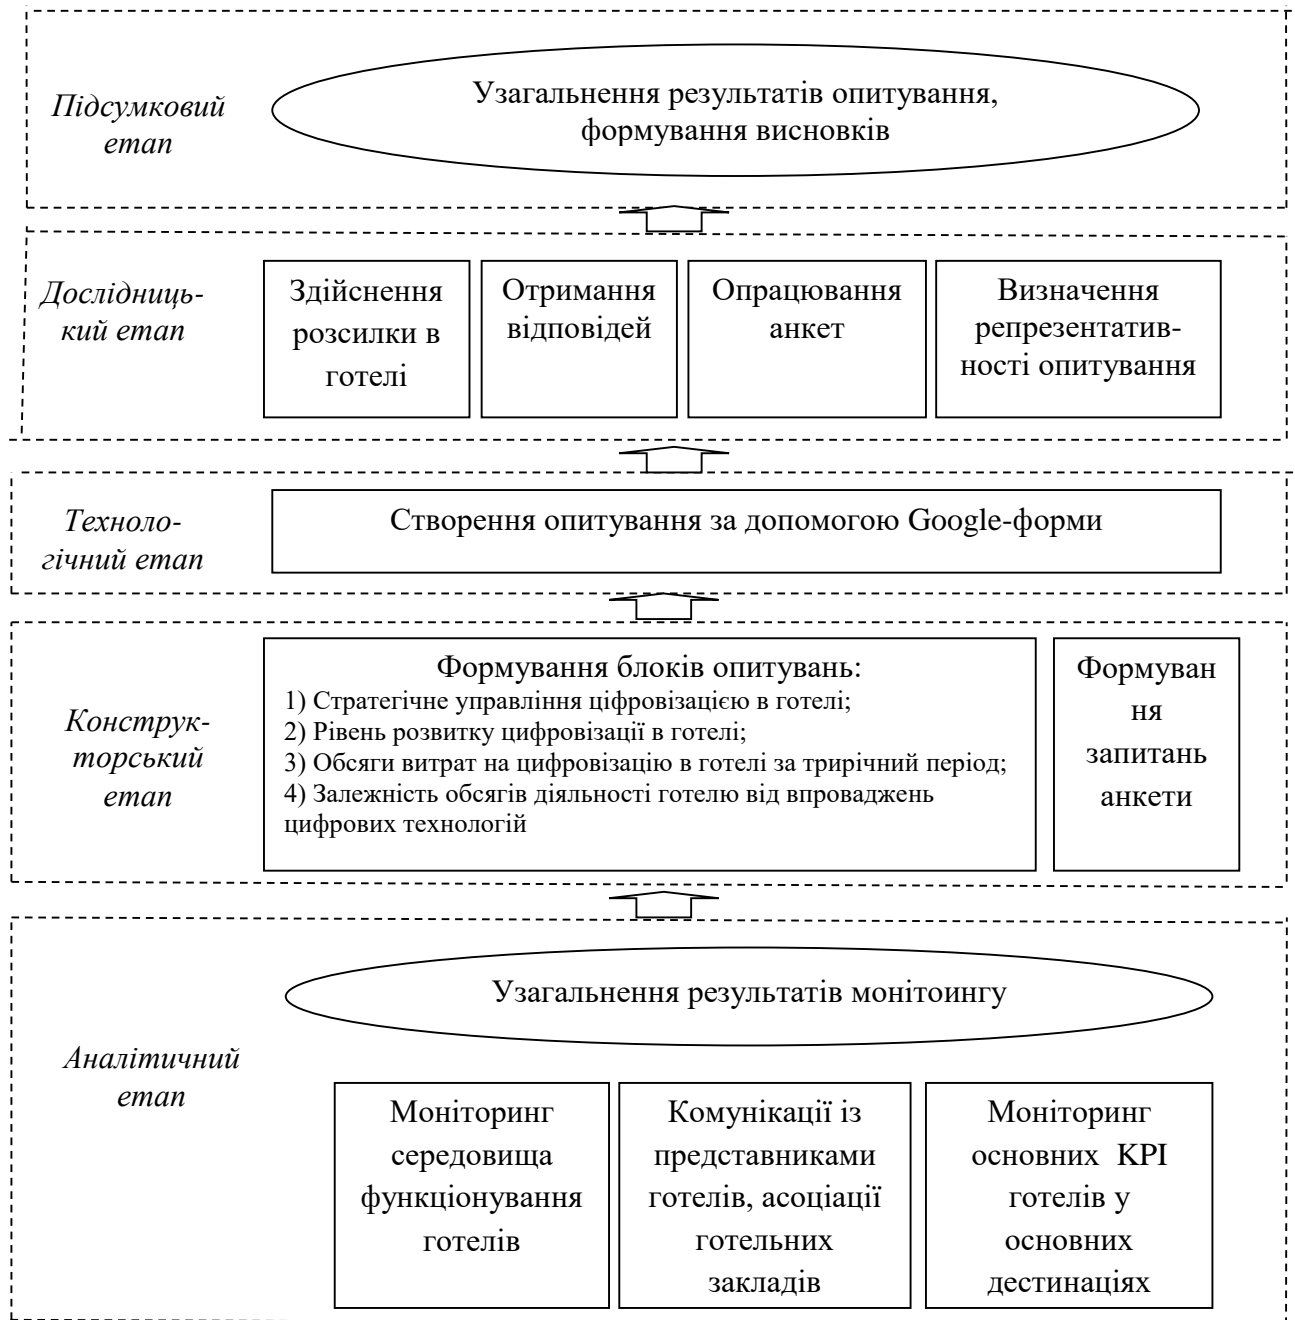 Підсумковий
етап
Узагальнення результатів опитування,
формування висновків
Дослідниць-
кий етап
Здійснення
розсилки в
готелі
Отримання
відповідей
Опрацювання
анкет
Визначення
репрезентатив-
ності опитування
Техноло-
гічний етап
Створення опитування за допомогою Google-форми
Конструк-
торський
етап
Формування блоків опитувань:
1) Стратегічне управління ціфровізацією в готелі;
2) Рівень розвитку цифровізації в готелі;
3) Обсяги витрат на цифровізацію в готелі за трирічний період;
4) Залежність обсягів діяльності готелю від впроваджень
цифрових технологій
Формуван
ня
запитань
анкети
Аналітичний
етап
Узагальнення результатів монітоингу
Моніторинг
середовища
функціонування
готелів
Комунікації із
представниками
готелів, асоціації
готельних
закладів
Моніторинг
основних KPI
готелів у
основних
дестинаціях